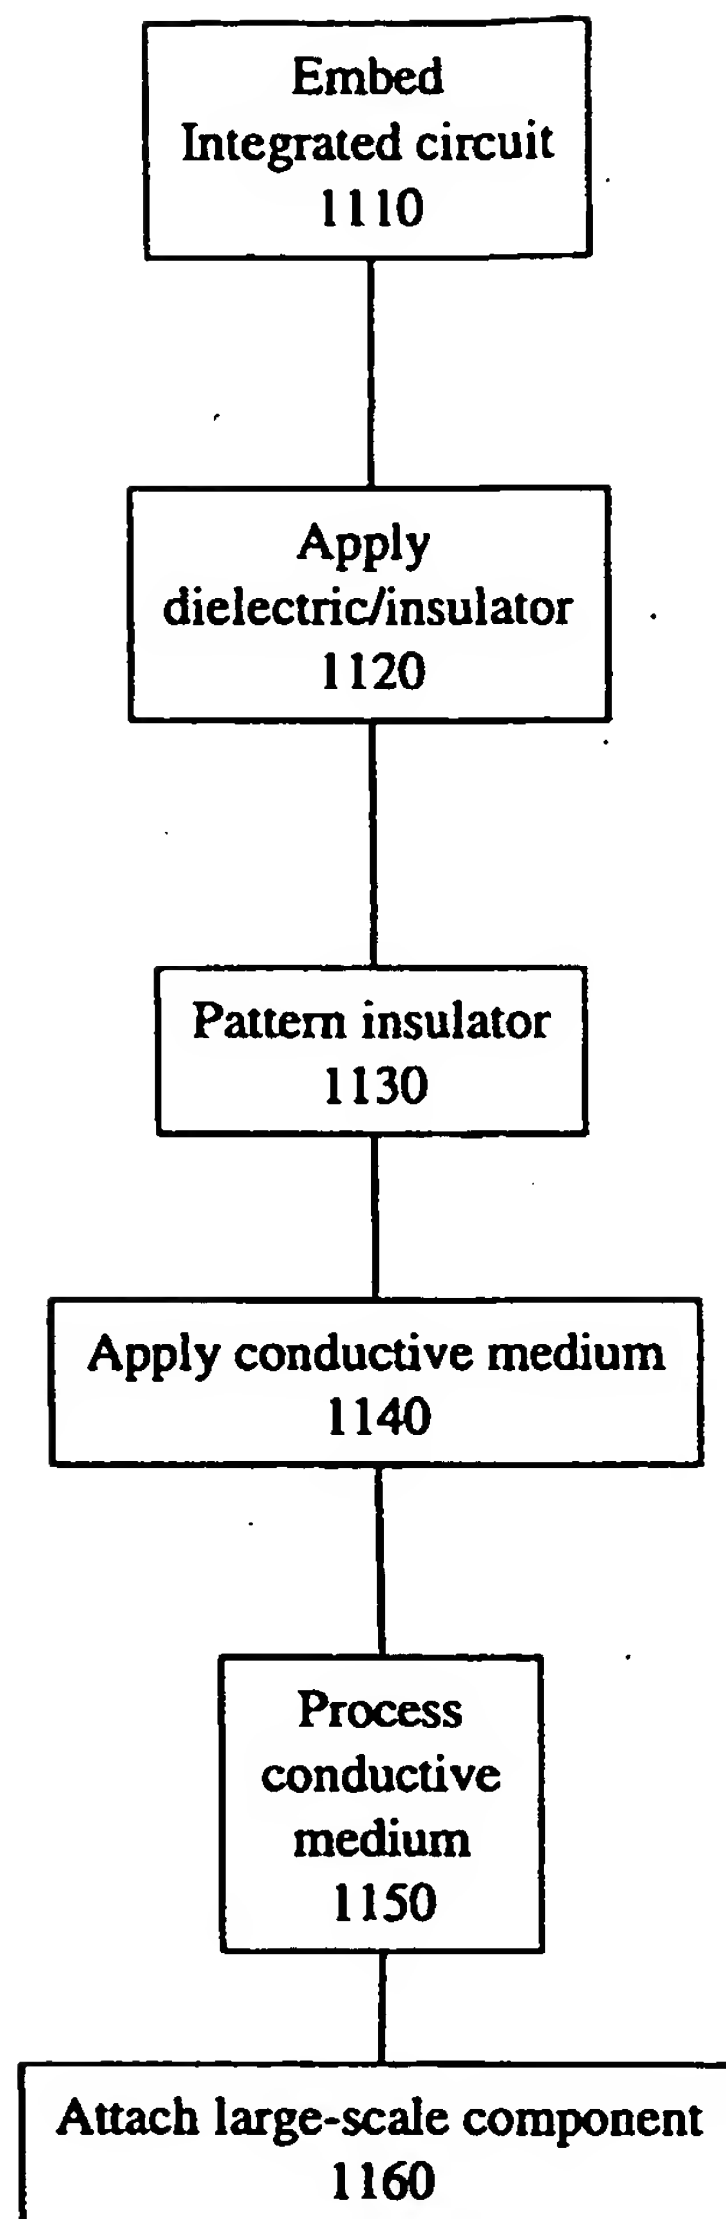 Embed
Integrated circuit
1110
Apply
dielectric/insulator
1120
Pattern insulator
1130
Apply conductive medium
1140
Process
conductive
medium
1150
Attach large-scale component
1160